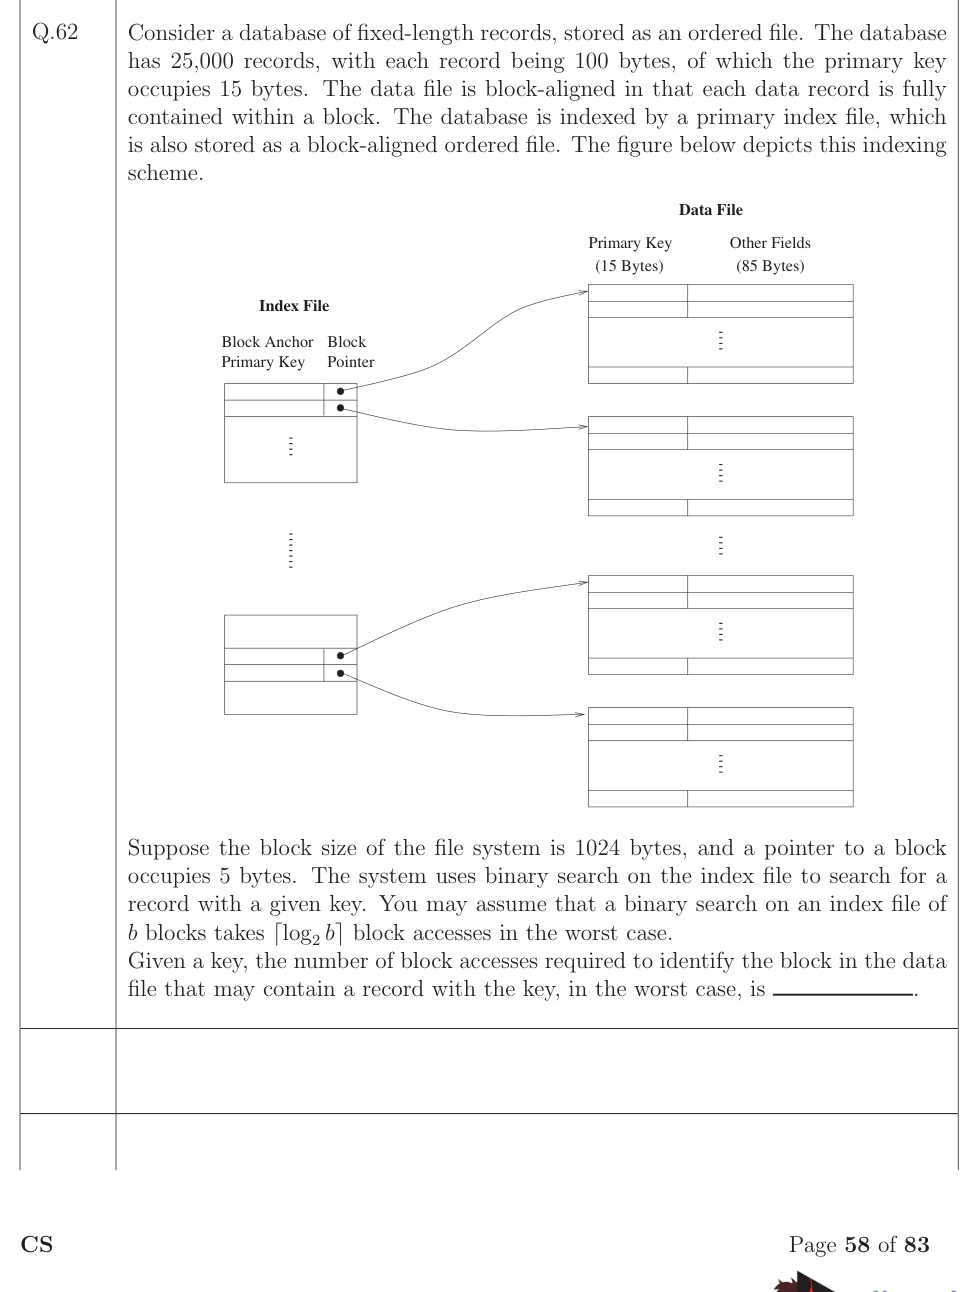 Q.62
Consider a database of fixed-length records, stored as an ordered file. The database
has 25,000 records, with each record being 100 bytes, of which the primary key
occupies 15 bytes. The data file is block-aligned in that each data record is fully
contained within a block. The database is indexed by a primary index file, which
is also stored as a block-aligned ordered file. The figure below depicts this indexing
scheme.
Data File
Primary Key Other Fields
(15 Bytes) (85 Bytes)
Index File
Block Anchor Block
Primary Key Pointer
Suppose the block size of the file system is 1024 bytes, and a pointer to a block
occupies 5 bytes. The system uses binary search on the index file to search for a
record with a given key. You may assume that a binary search on an index file of
b blocks takes ⌈log₂ b⌉ block accesses in the worst case.
Given a key, the number of block accesses required to identify the block in the data
file that may contain a record with the key, in the worst case, is ________.
CS Page 58 of 83